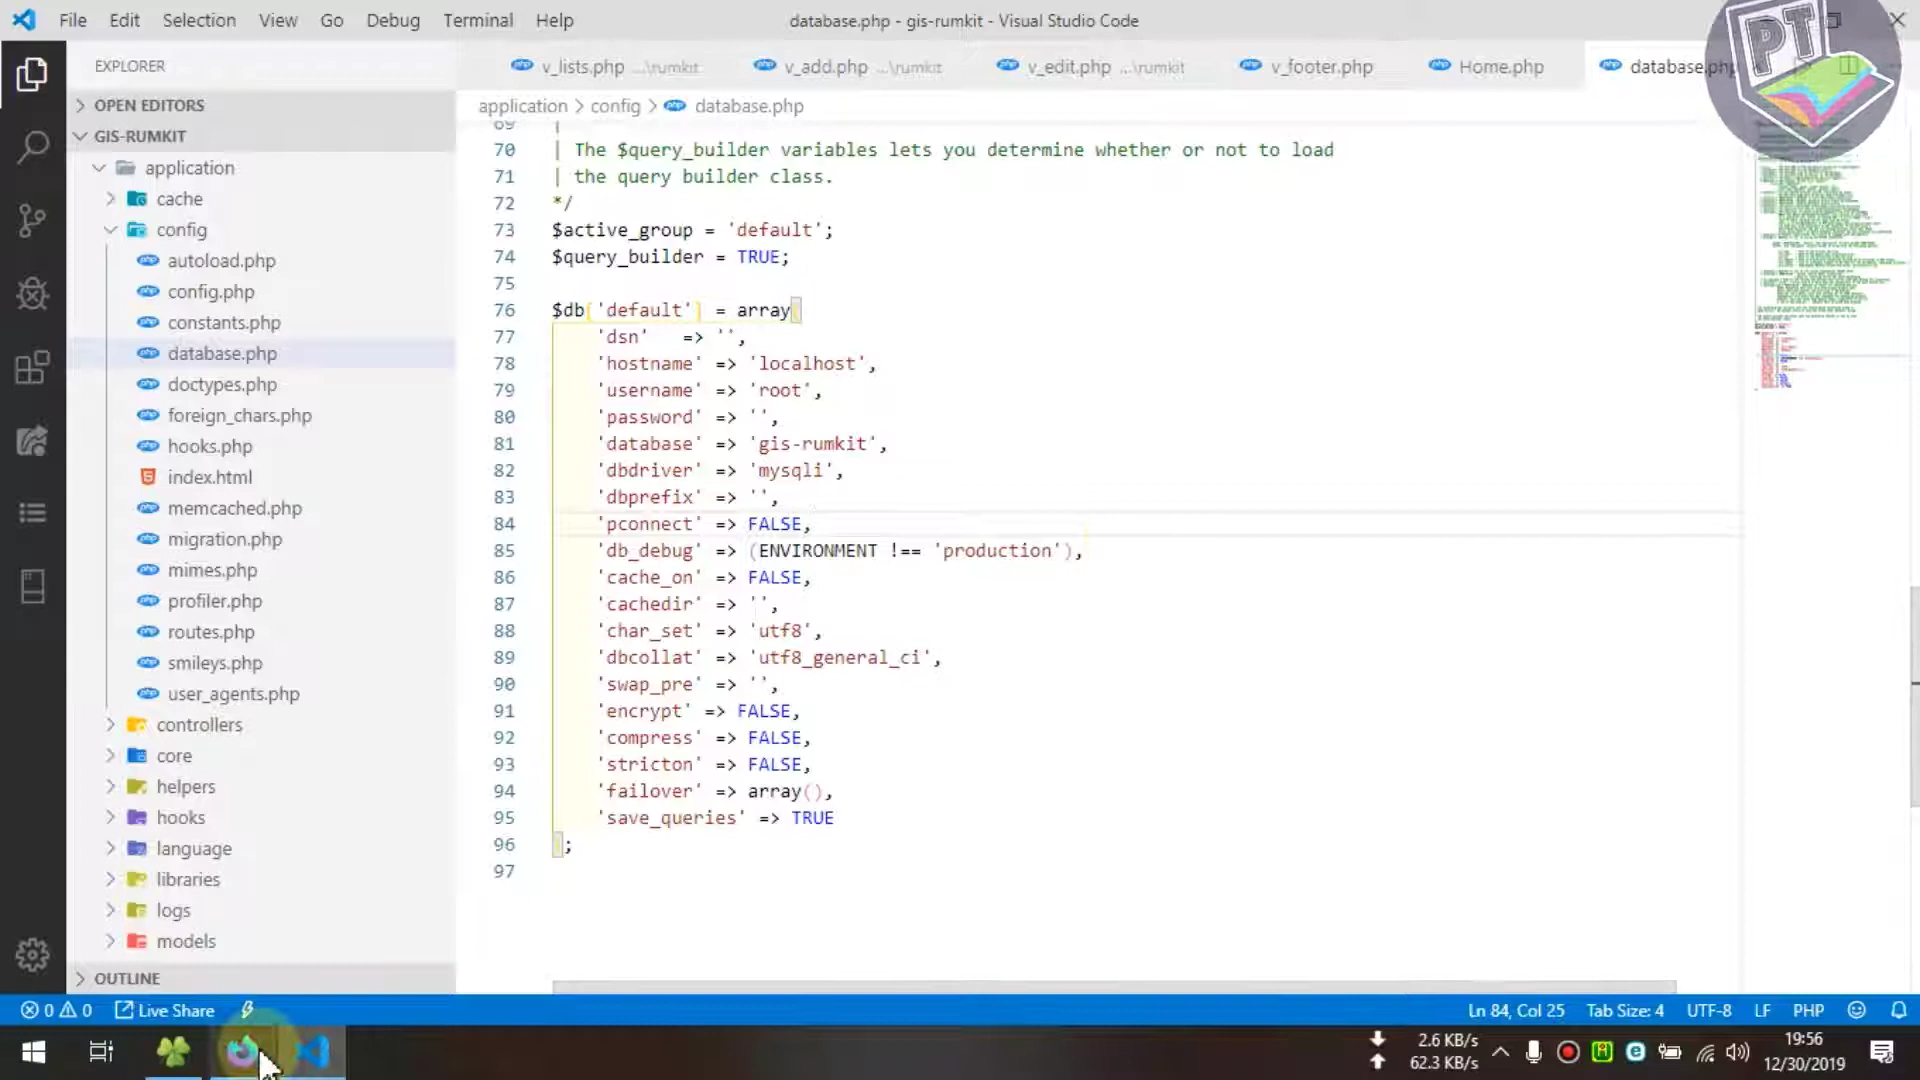 File Edit Selection View Go Debug Terminal Help
database.php - gis-rumkit - Visual Studio Code
EXPLORER
OPEN EDITORS
GIS-RUMKIT
application
cache
config
autoload.php
config.php
constants.php
database.php
doctypes.php
foreign_chars.php
hooks.php
index.html
memcached.php
migration.php
mimes.php
profiler.php
routes.php
smileys.php
user_agents.php
controllers
core
helpers
hooks
language
libraries
logs
models
OUTLINE
v_lists.php ...\rumkit v_add.php ...\rumkit v_edit.php ...\rumkit v_footer.php Home.php database.php
PT
application > config > database.php
69 |
70 | The $query_builder variables lets you determine whether or not to load
71 | the query builder class.
72 */
73 $active_group = 'default';
74 $query_builder = TRUE;
75
76 $db['default'] = array(
77 'dsn' => '',
78 'hostname' => 'localhost',
79 'username' => 'root',
80 'password' => '',
81 'database' => 'gis-rumkit',
82 'dbdriver' => 'mysqli',
83 'dbprefix' => '',
84 'pconnect' => FALSE,
85 'db_debug' => (ENVIRONMENT !== 'production'),
86 'cache_on' => FALSE,
87 'cachedir' => '',
88 'char_set' => 'utf8',
89 'dbcollat' => 'utf8_general_ci',
90 'swap_pre' => '',
91 'encrypt' => FALSE,
92 'compress' => FALSE,
93 'stricton' => FALSE,
94 'failover' => array(),
95 'save_queries' => TRUE
96 );
97
0 0 Live Share
Ln 84, Col 25 Tab Size: 4 UTF-8 LF PHP
2.6 KB/s
62.3 KB/s
19:56
12/30/2019